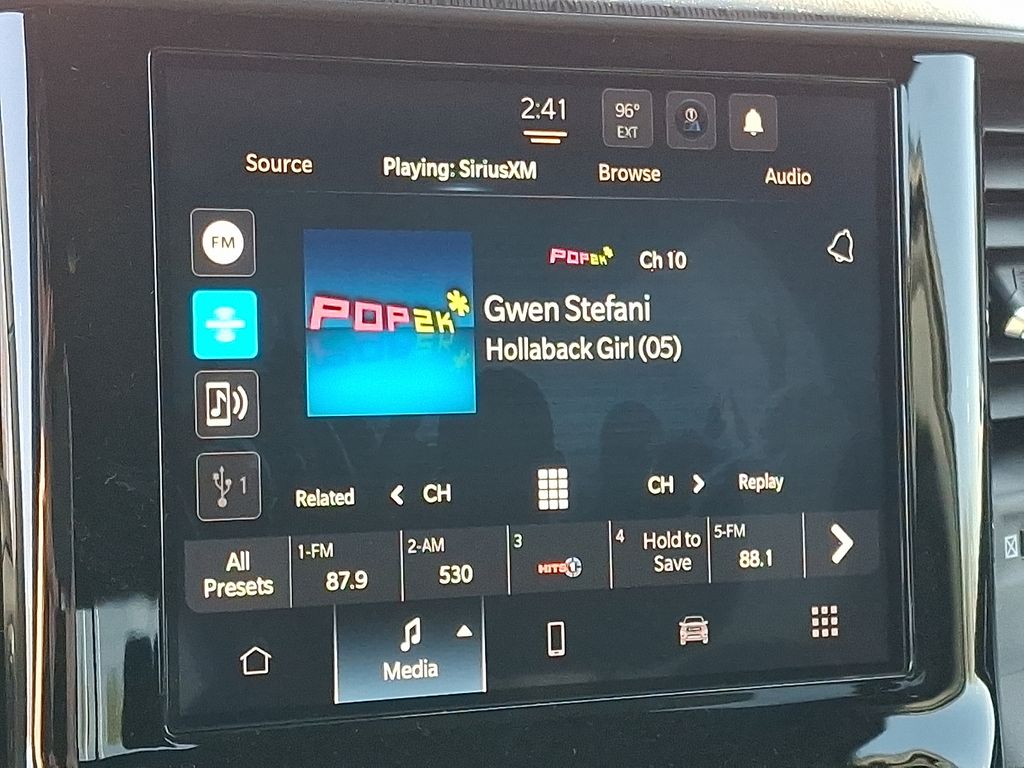 2:41
96°
EXT
Source
Playing: SiriusXM
Browse
Audio
FM
POP2K*
POP2K*
Ch 10
Gwen Stefani
Hollaback Girl (05)
1
Related
CH
CH
Replay
All
Presets
1-FM
87.9
2-AM
530
3
HITS1
4
Hold to
Save
5-FM
88.1
Media